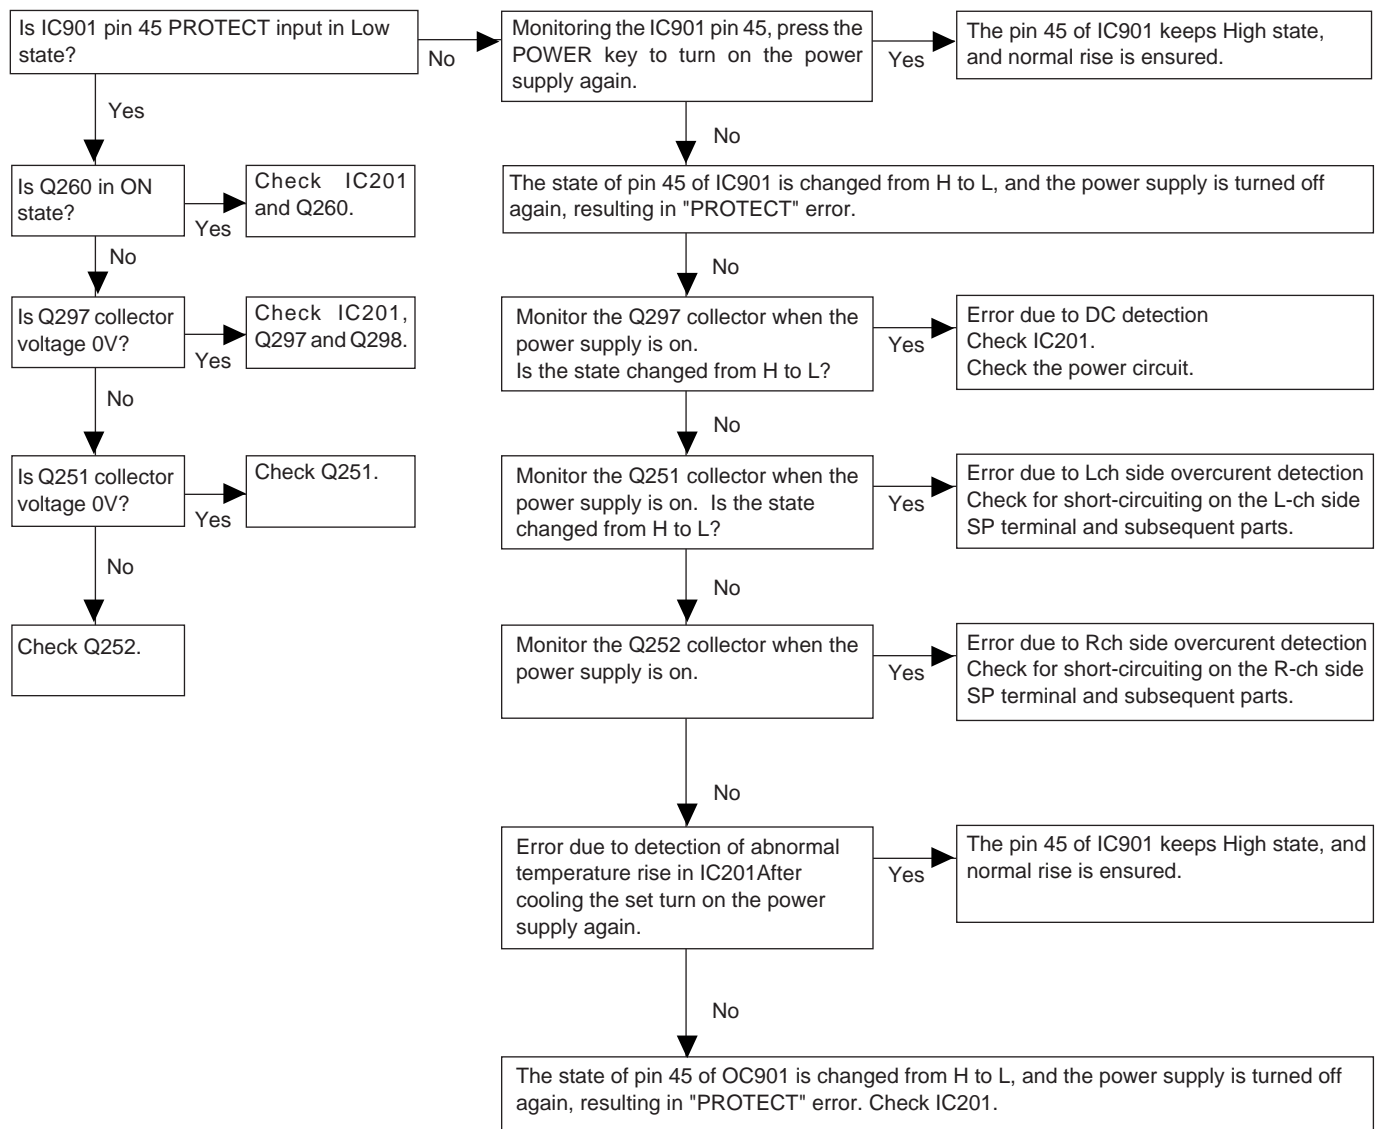 Is IC901 pin 45 PROTECT input in Low
state?
No
Monitoring the IC901 pin 45, press the
POWER key to turn on the power
supply again.
Yes
The pin 45 of IC901 keeps High state,
and normal rise is ensured.
Yes
No
Is Q260 in ON
state?
Yes
Check IC201
and Q260.
The state of pin 45 of IC901 is changed from H to L, and the power supply is turned off
again, resulting in "PROTECT" error.
No
No
Is Q297 collector
voltage 0V?
Yes
Check IC201,
Q297 and Q298.
Monitor the Q297 collector when the
power supply is on.
Is the state changed from H to L?
Yes
Error due to DC detection
Check IC201.
Check the power circuit.
No
No
Is Q251 collector
voltage 0V?
Yes
Check Q251.
Monitor the Q251 collector when the
power supply is on. Is the state
changed from H to L?
Yes
Error due to Lch side overcurent detection
Check for short-circuiting on the L-ch side
SP terminal and subsequent parts.
No
No
Check Q252.
Monitor the Q252 collector when the
power supply is on.
Yes
Error due to Rch side overcurent detection
Check for short-circuiting on the R-ch side
SP terminal and subsequent parts.
No
Error due to detection of abnormal
temperature rise in IC201After
cooling the set turn on the power
supply again.
Yes
The pin 45 of IC901 keeps High state, and
normal rise is ensured.
No
The state of pin 45 of OC901 is changed from H to L, and the power supply is turned off
again, resulting in "PROTECT" error. Check IC201.